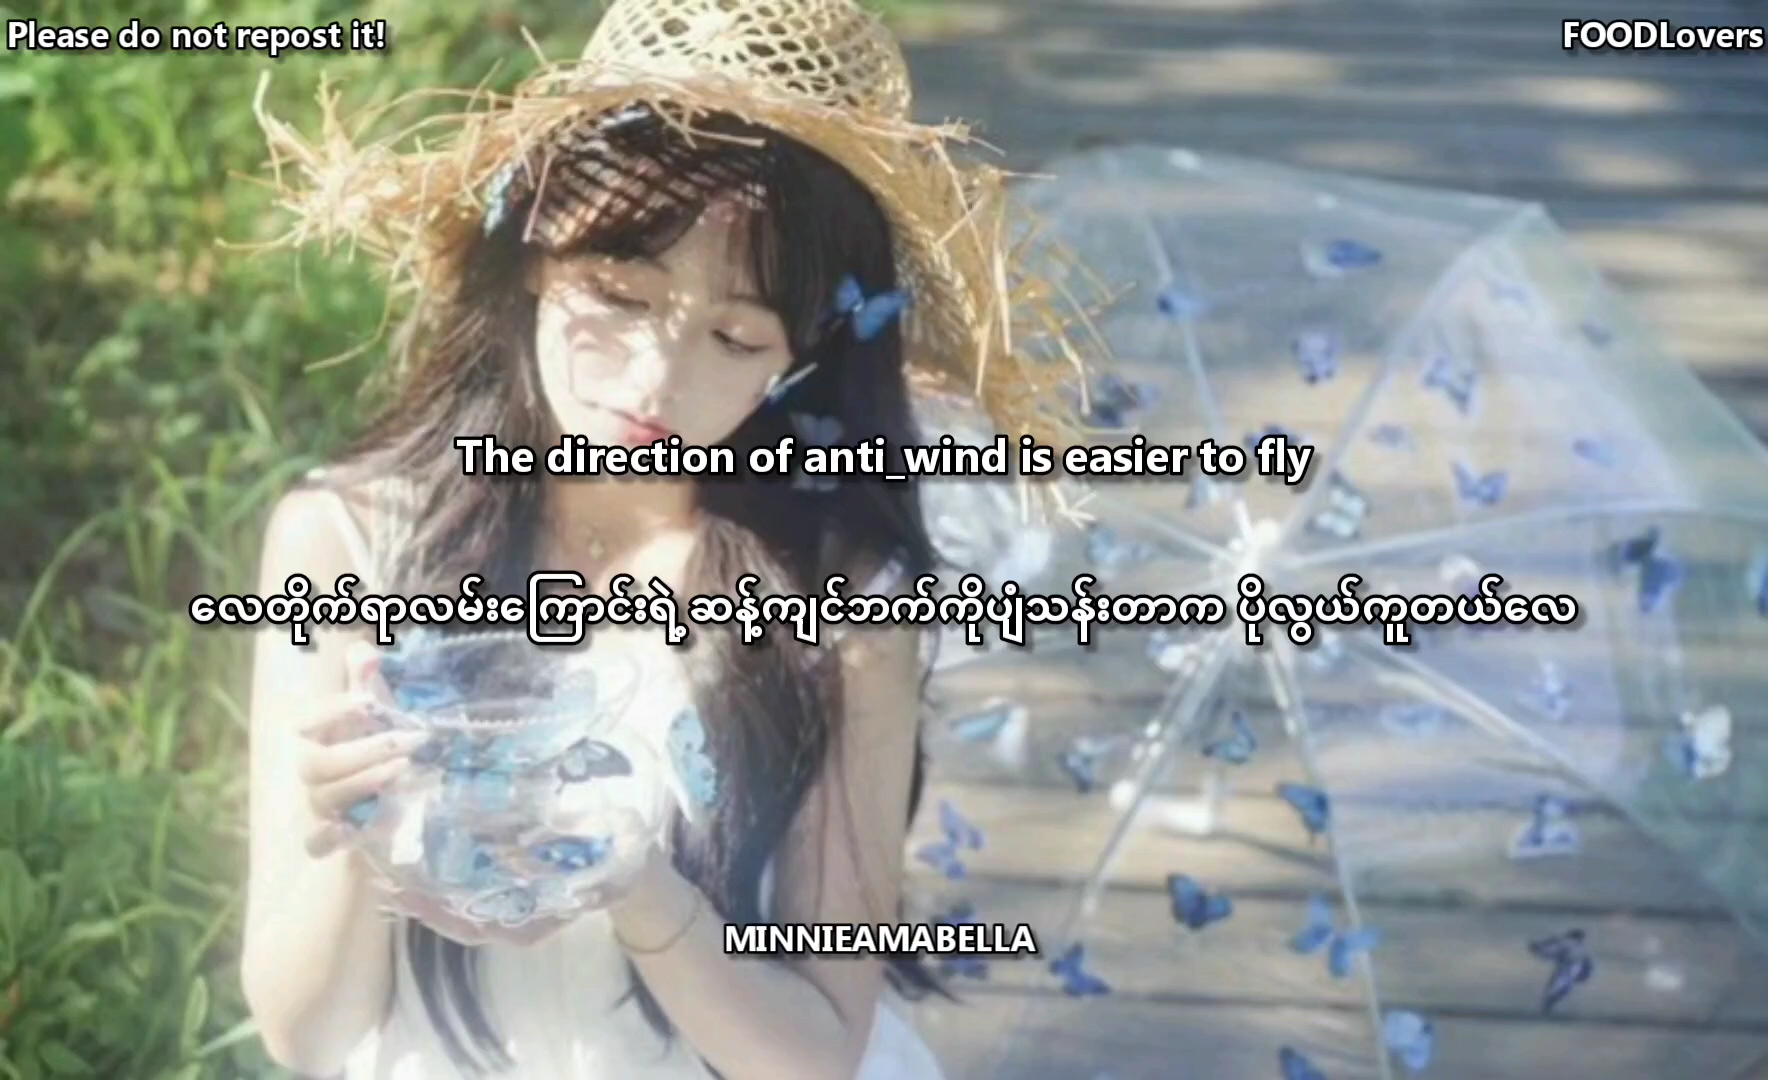 Please do not repost it!
FOODLovers
The direction of anti_wind is easier to fly
လေတိုက်ရာလမ်းကြောင်းရဲ့ဆန့်ကျင်ဘက်ကိုပျံသန်းတာက ပိုလွယ်ကူတယ်လေ
MINNIEAMABELLA